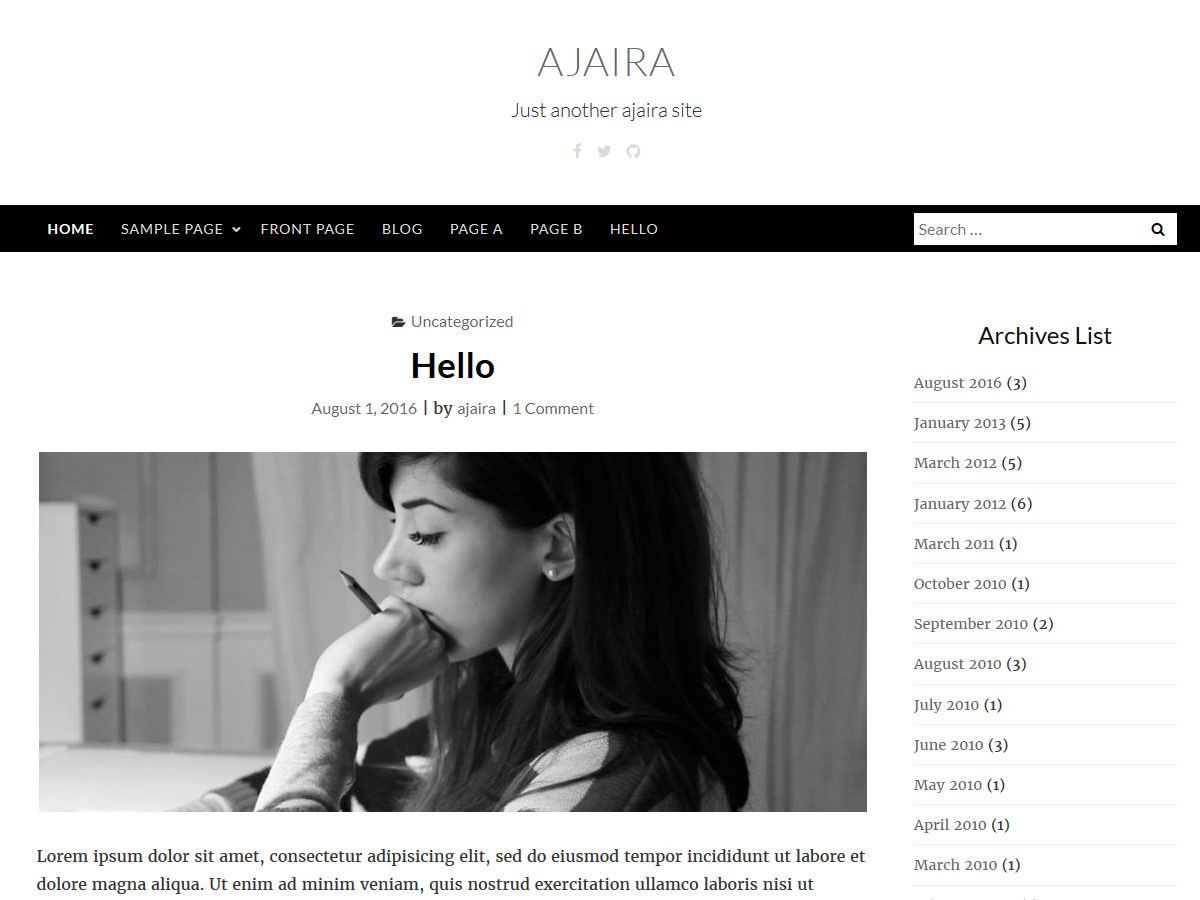 AJAIRA
Just another ajaira site
HOME SAMPLE PAGE FRONT PAGE BLOG PAGE A PAGE B HELLO Search ...
Uncategorized
Hello
August 1, 2016 | by ajaira | 1 Comment
Lorem ipsum dolor sit amet, consectetur adipisicing elit, sed do eiusmod tempor incididunt ut labore et
dolore magna aliqua. Ut enim ad minim veniam, quis nostrud exercitation ullamco laboris nisi ut
Archives List
August 2016 (3)
January 2013 (5)
March 2012 (5)
January 2012 (6)
March 2011 (1)
October 2010 (1)
September 2010 (2)
August 2010 (3)
July 2010 (1)
June 2010 (3)
May 2010 (1)
April 2010 (1)
March 2010 (1)